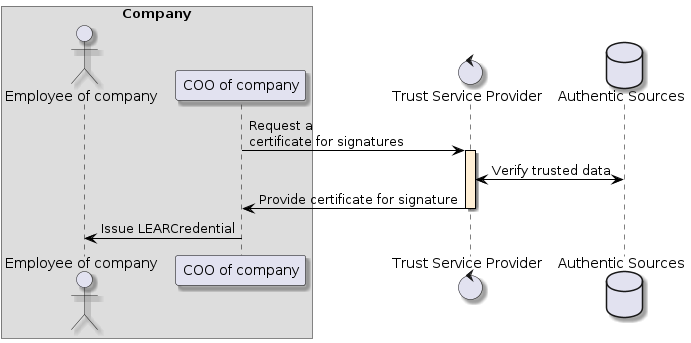 Company
Employee of company
COO of company
Trust Service Provider
Authentic Sources
Request a
certificate for signatures
Verify trusted data
Provide certificate for signature
Issue LEARCredential
Employee of company
COO of company
Trust Service Provider
Authentic Sources